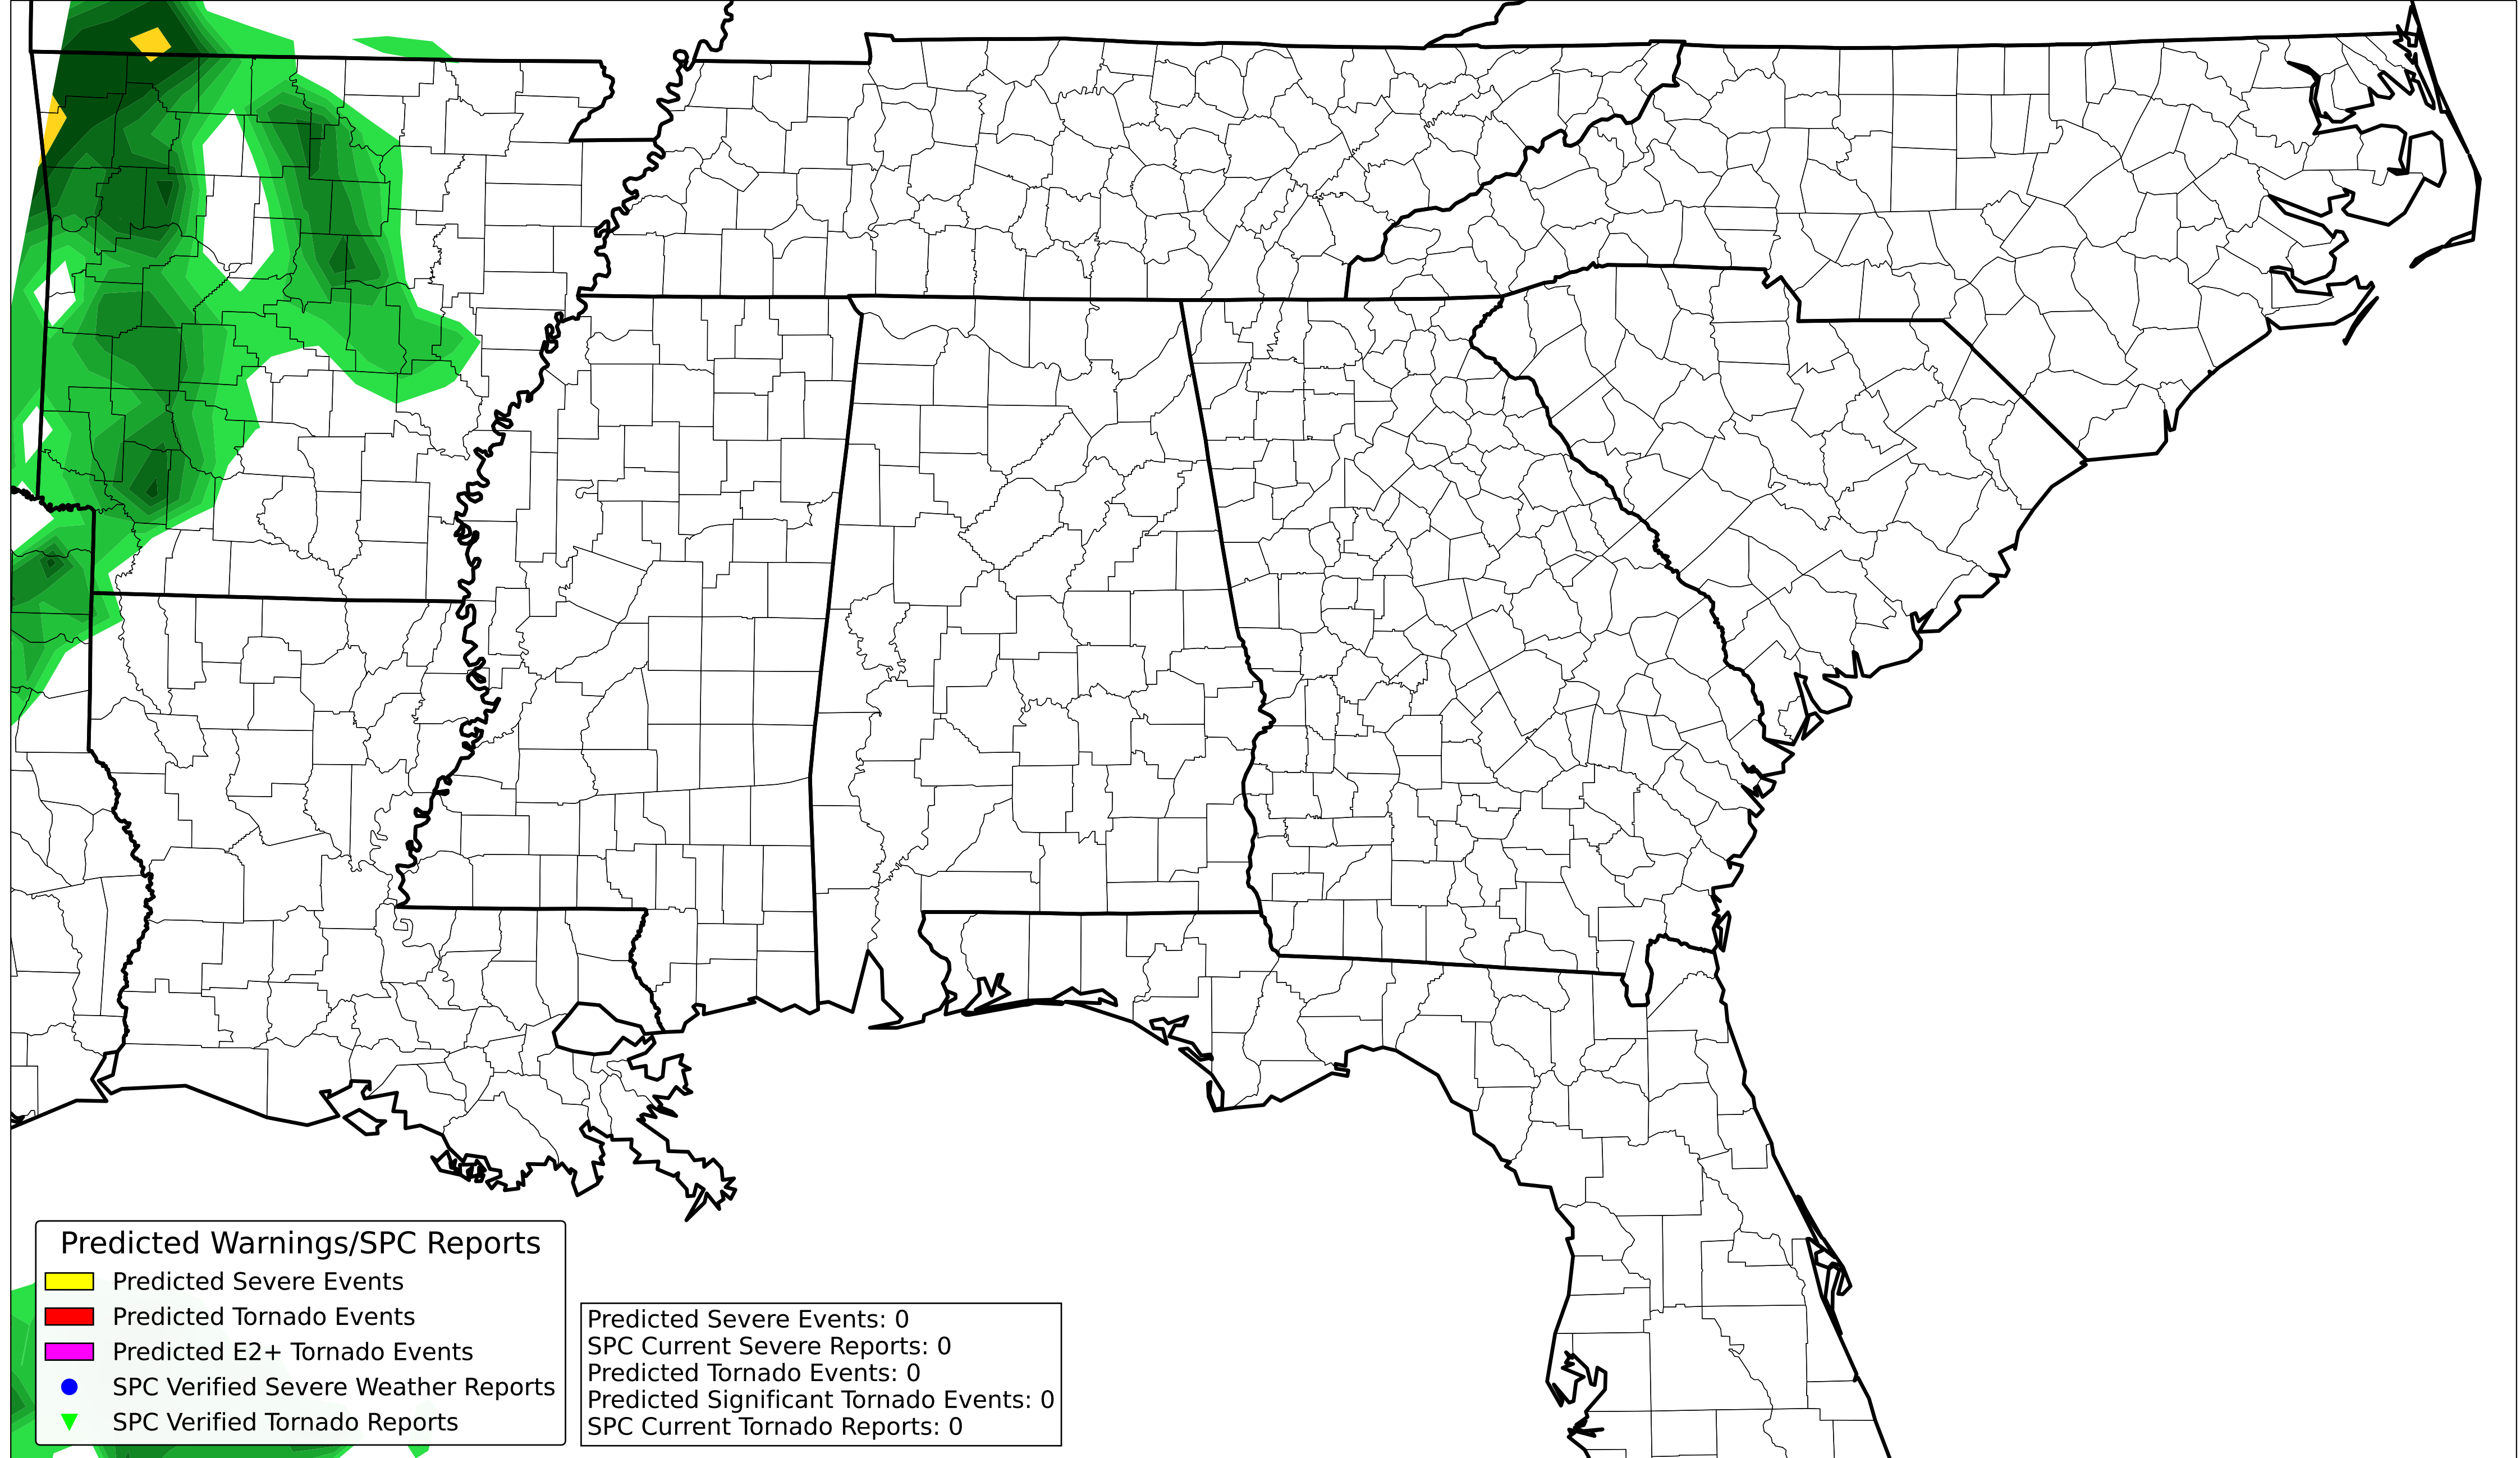 Predicted Warnings/SPC Reports
Predicted Severe Events
Predicted Tornado Events
Predicted E2+ Tornado Events
SPC Verified Severe Weather Reports
SPC Verified Tornado Reports
Predicted Severe Events: 0
SPC Current Severe Reports: 0
Predicted Tornado Events: 0
Predicted Significant Tornado Events: 0
SPC Current Tornado Reports: 0